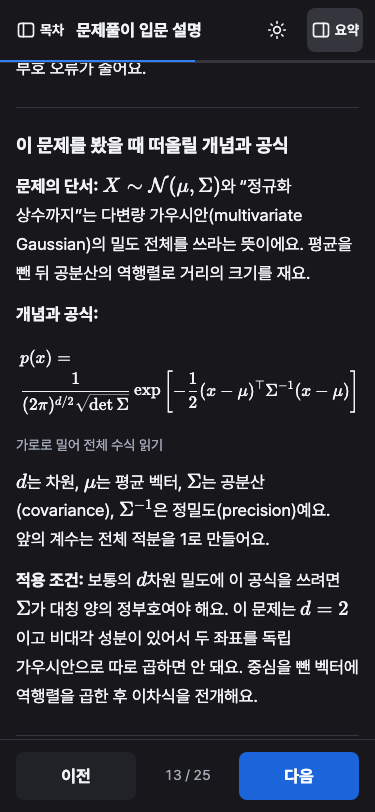 목차 문제풀이 입문 설명 요약
부호 오류가 줄어요.
이 문제를 봤을 때 떠올릴 개념과 공식
문제의 단서: X ∼ 𝒩(μ, Σ)와 “정규화
상수까지”는 다변량 가우시안(multivariate
Gaussian)의 밀도 전체를 쓰라는 뜻이에요. 평균을
뺀 뒤 공분산의 역행렬로 거리의 크기를 재요.
개념과 공식:
p(x) =
1/((2π)^{d/2}√(det Σ)) exp[−1/2(x − μ)^⊤Σ^{−1}(x − μ)]
가로로 밀어 전체 수식 읽기
d는 차원, μ는 평균 벡터, Σ는 공분산
(covariance), Σ^{−1}은 정밀도(precision)예요.
앞의 계수는 전체 적분을 1로 만들어요.
적용 조건: 보통의 d차원 밀도에 이 공식을 쓰려면
Σ가 대칭 양의 정부호여야 해요. 이 문제는 d = 2
이고 비대각 성분이 있어서 두 좌표를 독립
가우시안으로 따로 곱하면 안 돼요. 중심을 뺀 벡터에
역행렬을 곱한 후 이차식을 전개해요.
이전 13 / 25 다음